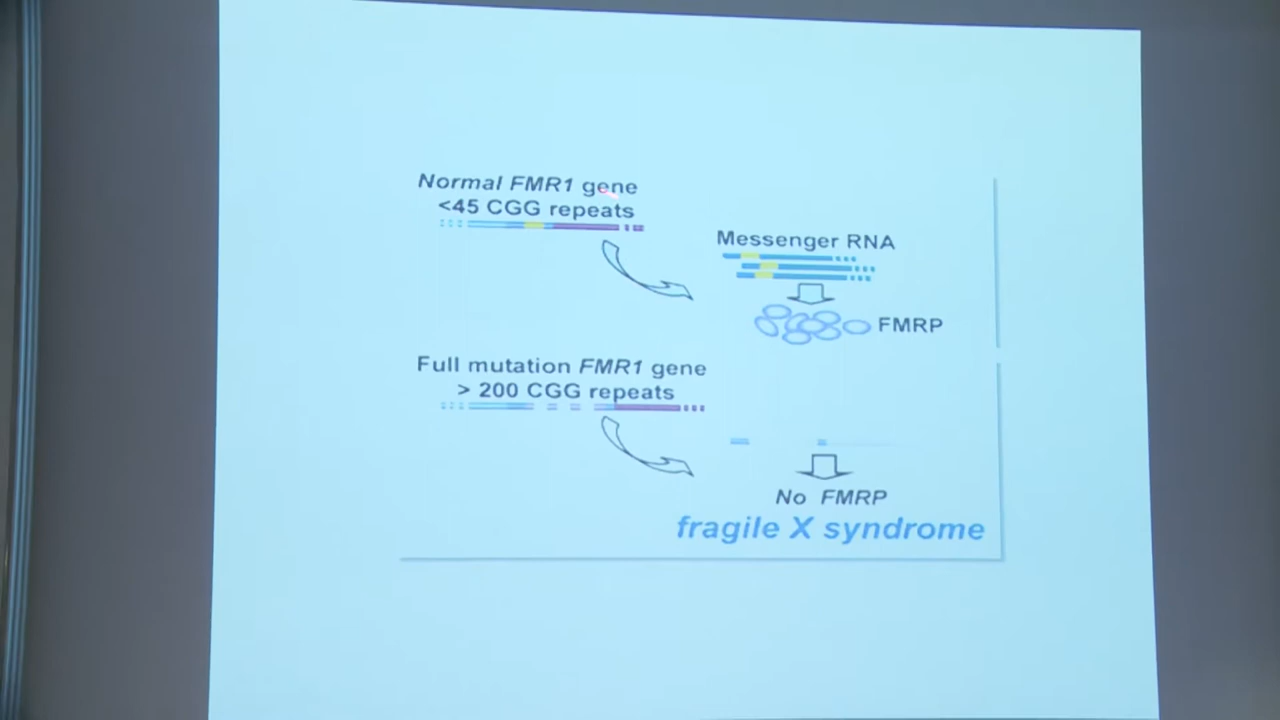 Normal FMR1 gene
<45 CGG repeats
Messenger RNA
FMRP
Full mutation FMR1 gene
> 200 CGG repeats
No FMRP
fragile X syndrome